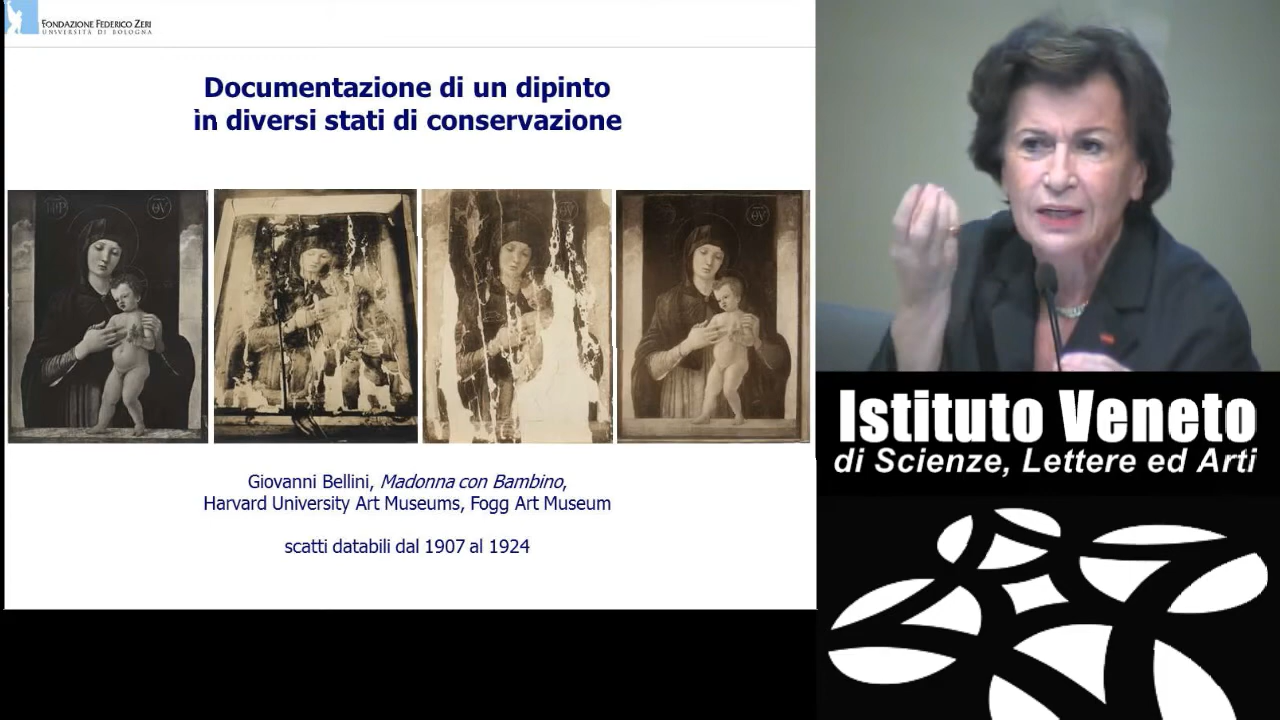 FONDAZIONE FEDERICO ZERI
UNIVERSITÀ DI BOLOGNA
Documentazione di un dipinto
in diversi stati di conservazione
Giovanni Bellini, Madonna con Bambino,
Harvard University Art Museums, Fogg Art Museum
scatti databili dal 1907 al 1924
Istituto Veneto
di Scienze, Lettere ed Arti